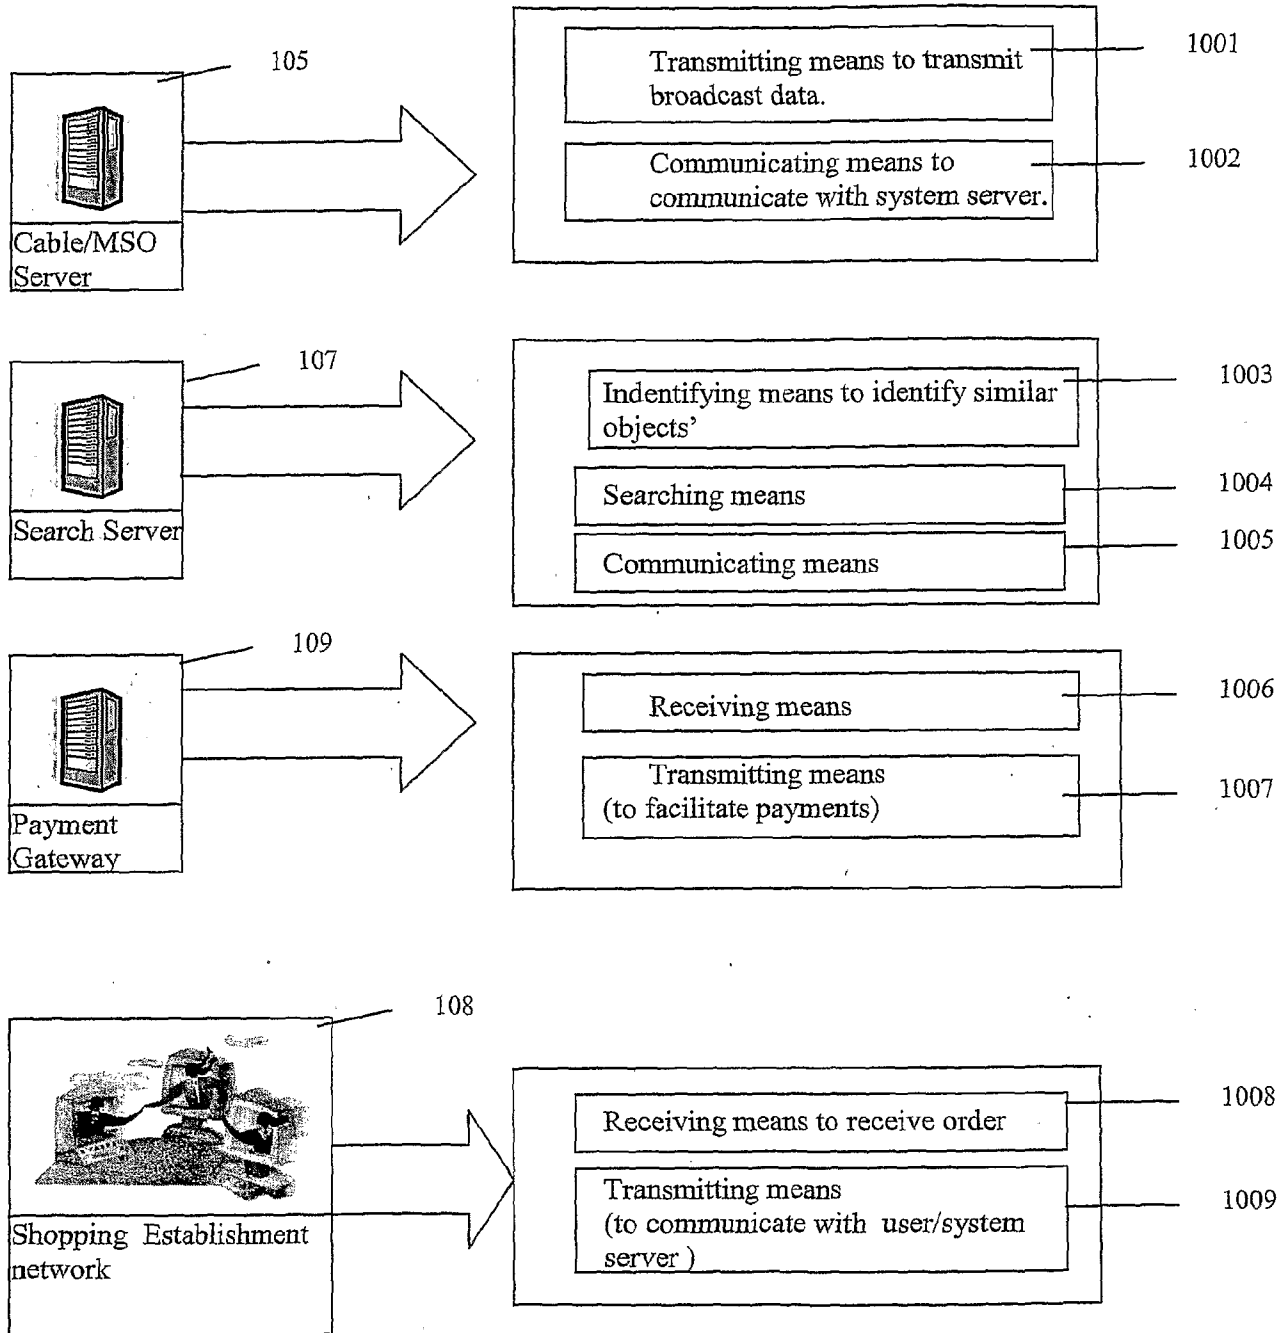 105
Cable/MSO
Server
Transmitting means to transmit
broadcast data.
1001
Communicating means to
communicate with system server.
1002
107
Search Server
Indentifying means to identify similar
objects’
1003
Searching means
1004
Communicating means
1005
109
Payment
Gateway
Receiving means
1006
Transmitting means
(to facilitate payments)
1007
108
Shopping Establishment
network
Receiving means to receive order
1008
Transmitting means
(to communicate with user/system
server )
1009